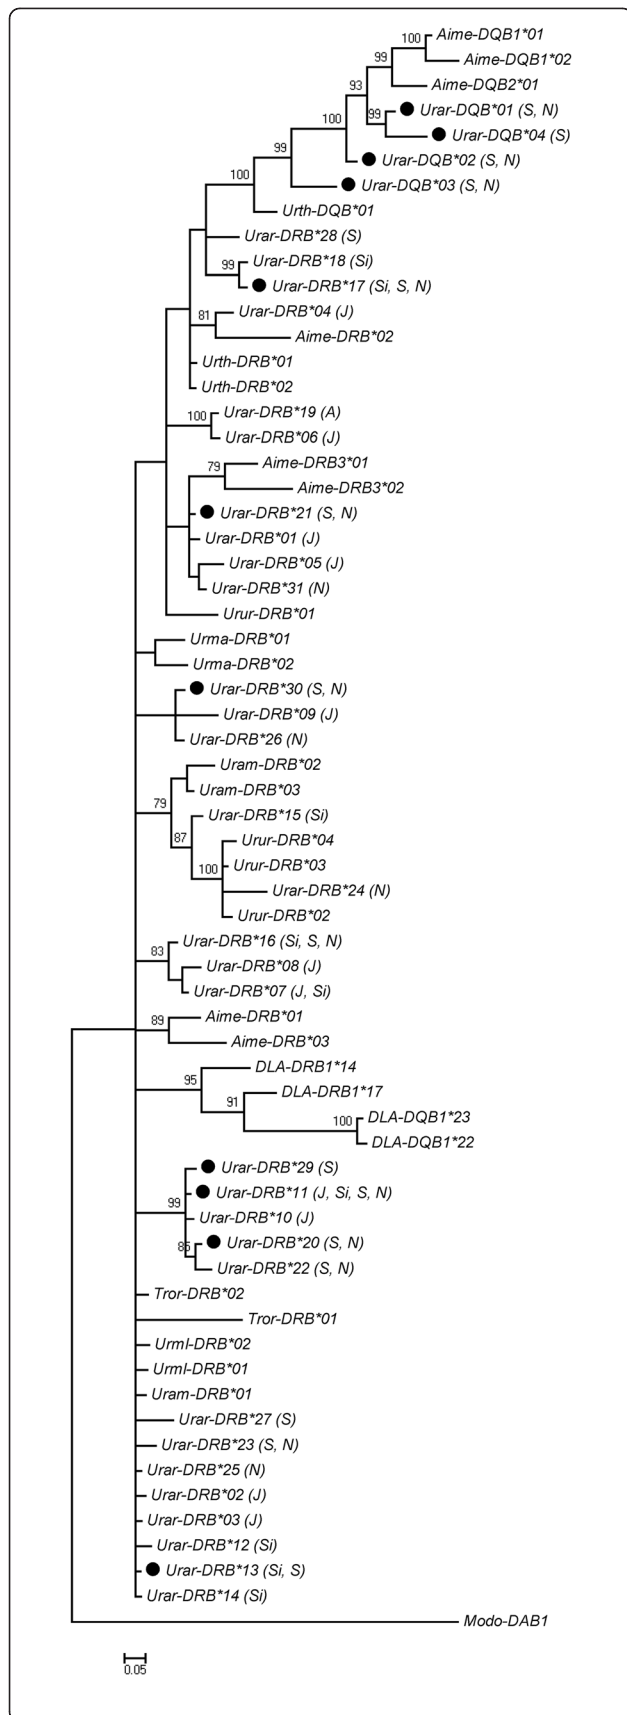 100 Aime-DQB1*01
99 Aime-DQB1*02
93 Aime-DQB2*01
99 Urar-DQB*01 (S, N)
100 Urar-DQB*04 (S)
99 Urar-DQB*02 (S, N)
100 Urar-DQB*03 (S, N)
Urth-DQB*01
Urar-DRB*28 (S)
99 Urar-DRB*18 (Si)
Urar-DRB*17 (Si, S, N)
81 Urar-DRB*04 (J)
Aime-DRB*02
Urth-DRB*01
Urth-DRB*02
100 Urar-DRB*19 (A)
Urar-DRB*06 (J)
79 Aime-DRB3*01
Aime-DRB3*02
Urar-DRB*21 (S, N)
Urar-DRB*01 (J)
Urar-DRB*05 (J)
Urar-DRB*31 (N)
Urur-DRB*01
Urma-DRB*01
Urma-DRB*02
Urar-DRB*30 (S, N)
Urar-DRB*09 (J)
Urar-DRB*26 (N)
Uram-DRB*02
79 Uram-DRB*03
Urar-DRB*15 (Si)
87 Urur-DRB*04
100 Urur-DRB*03
Urar-DRB*24 (N)
Urur-DRB*02
83 Urar-DRB*16 (Si, S, N)
Urar-DRB*08 (J)
Urar-DRB*07 (J, Si)
89 Aime-DRB*01
Aime-DRB*03
95 DLA-DRB1*14
91 DLA-DRB1*17
100 DLA-DQB1*23
DLA-DQB1*22
Urar-DRB*29 (S)
99 Urar-DRB*11 (J, Si, S, N)
Urar-DRB*10 (J)
85 Urar-DRB*20 (S, N)
Urar-DRB*22 (S, N)
Tror-DRB*02
Tror-DRB*01
Urml-DRB*02
Urml-DRB*01
Uram-DRB*01
Urar-DRB*27 (S)
Urar-DRB*23 (S, N)
Urar-DRB*25 (N)
Urar-DRB*02 (J)
Urar-DRB*03 (J)
Urar-DRB*12 (Si)
Urar-DRB*13 (Si, S)
Urar-DRB*14 (Si)
Modo-DAB1
0.05